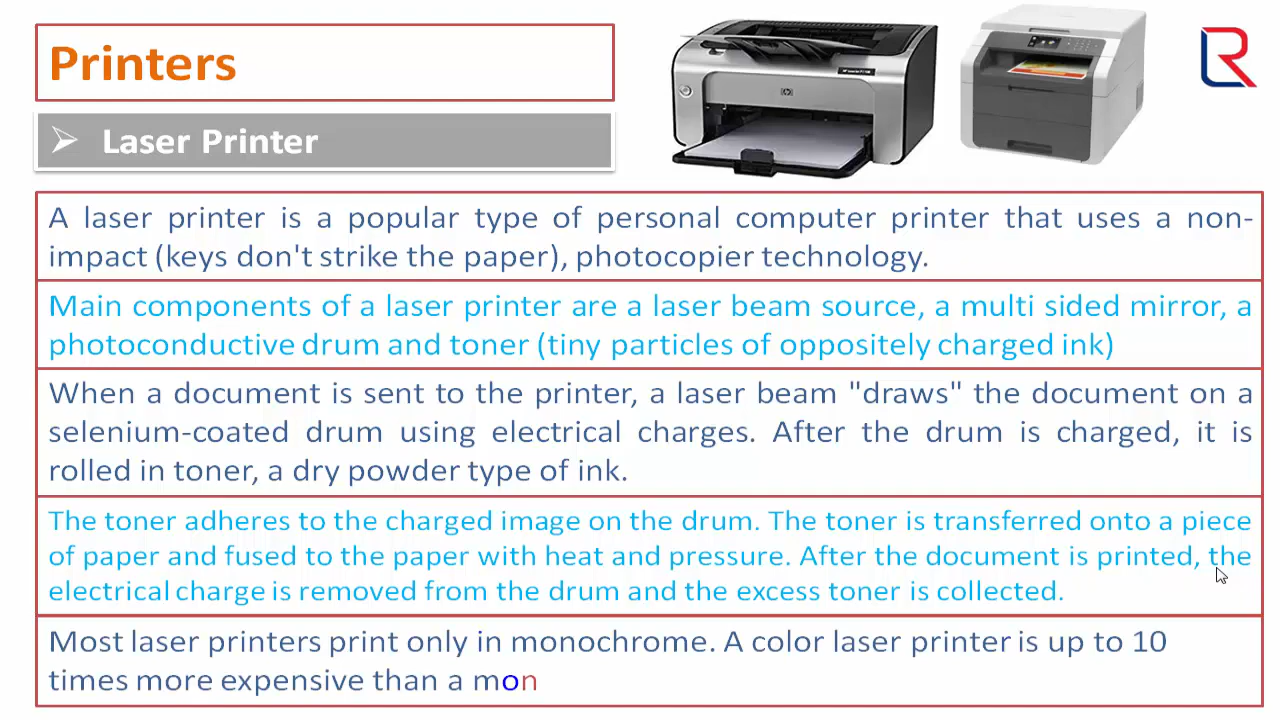 Printers
Laser Printer
hp
A laser printer is a popular type of personal computer printer that uses a non-
impact (keys don't strike the paper), photocopier technology.
Main components of a laser printer are a laser beam source, a multi sided mirror, a
photoconductive drum and toner (tiny particles of oppositely charged ink)
When a document is sent to the printer, a laser beam "draws" the document on a
selenium-coated drum using electrical charges. After the drum is charged, it is
rolled in toner, a dry powder type of ink.
The toner adheres to the charged image on the drum. The toner is transferred onto a piece
of paper and fused to the paper with heat and pressure. After the document is printed, the
electrical charge is removed from the drum and the excess toner is collected.
Most laser printers print only in monochrome. A color laser printer is up to 10
times more expensive than a mon